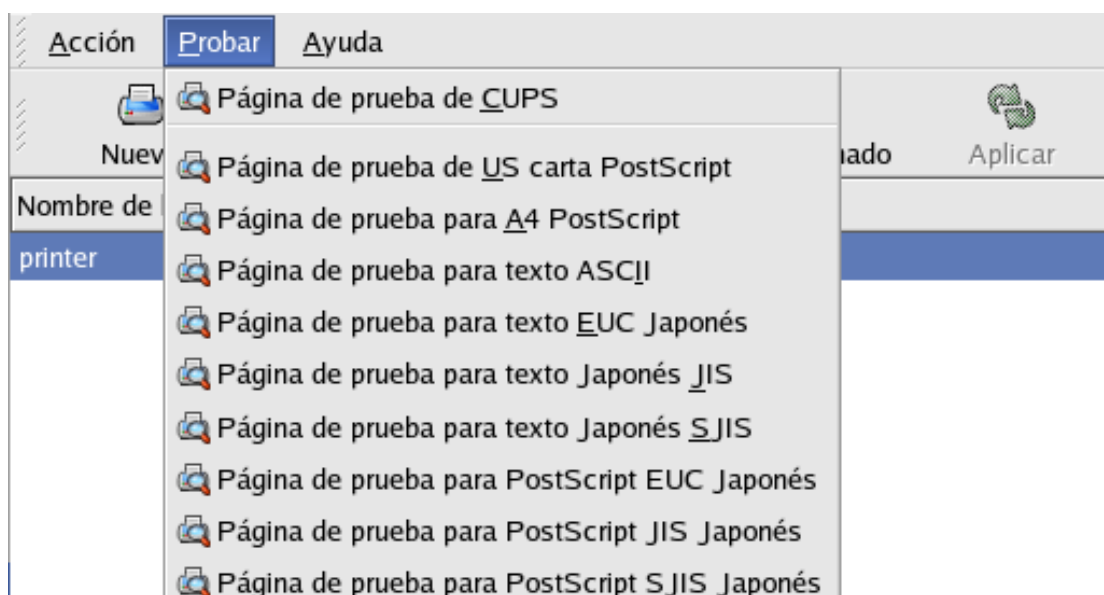 Acción Probar Ayuda
Página de prueba de CUPS
Nuev nado Aplicar
Página de prueba de US carta PostScript
Nombre de
Página de prueba para A4 PostScript
printer
Página de prueba para texto ASCII
Página de prueba para texto EUC Japonés
Página de prueba para texto Japonés JIS
Página de prueba para texto Japonés SJIS
Página de prueba para PostScript EUC Japonés
Página de prueba para PostScript JIS Japonés
Página de prueba para PostScript SJIS Japonés